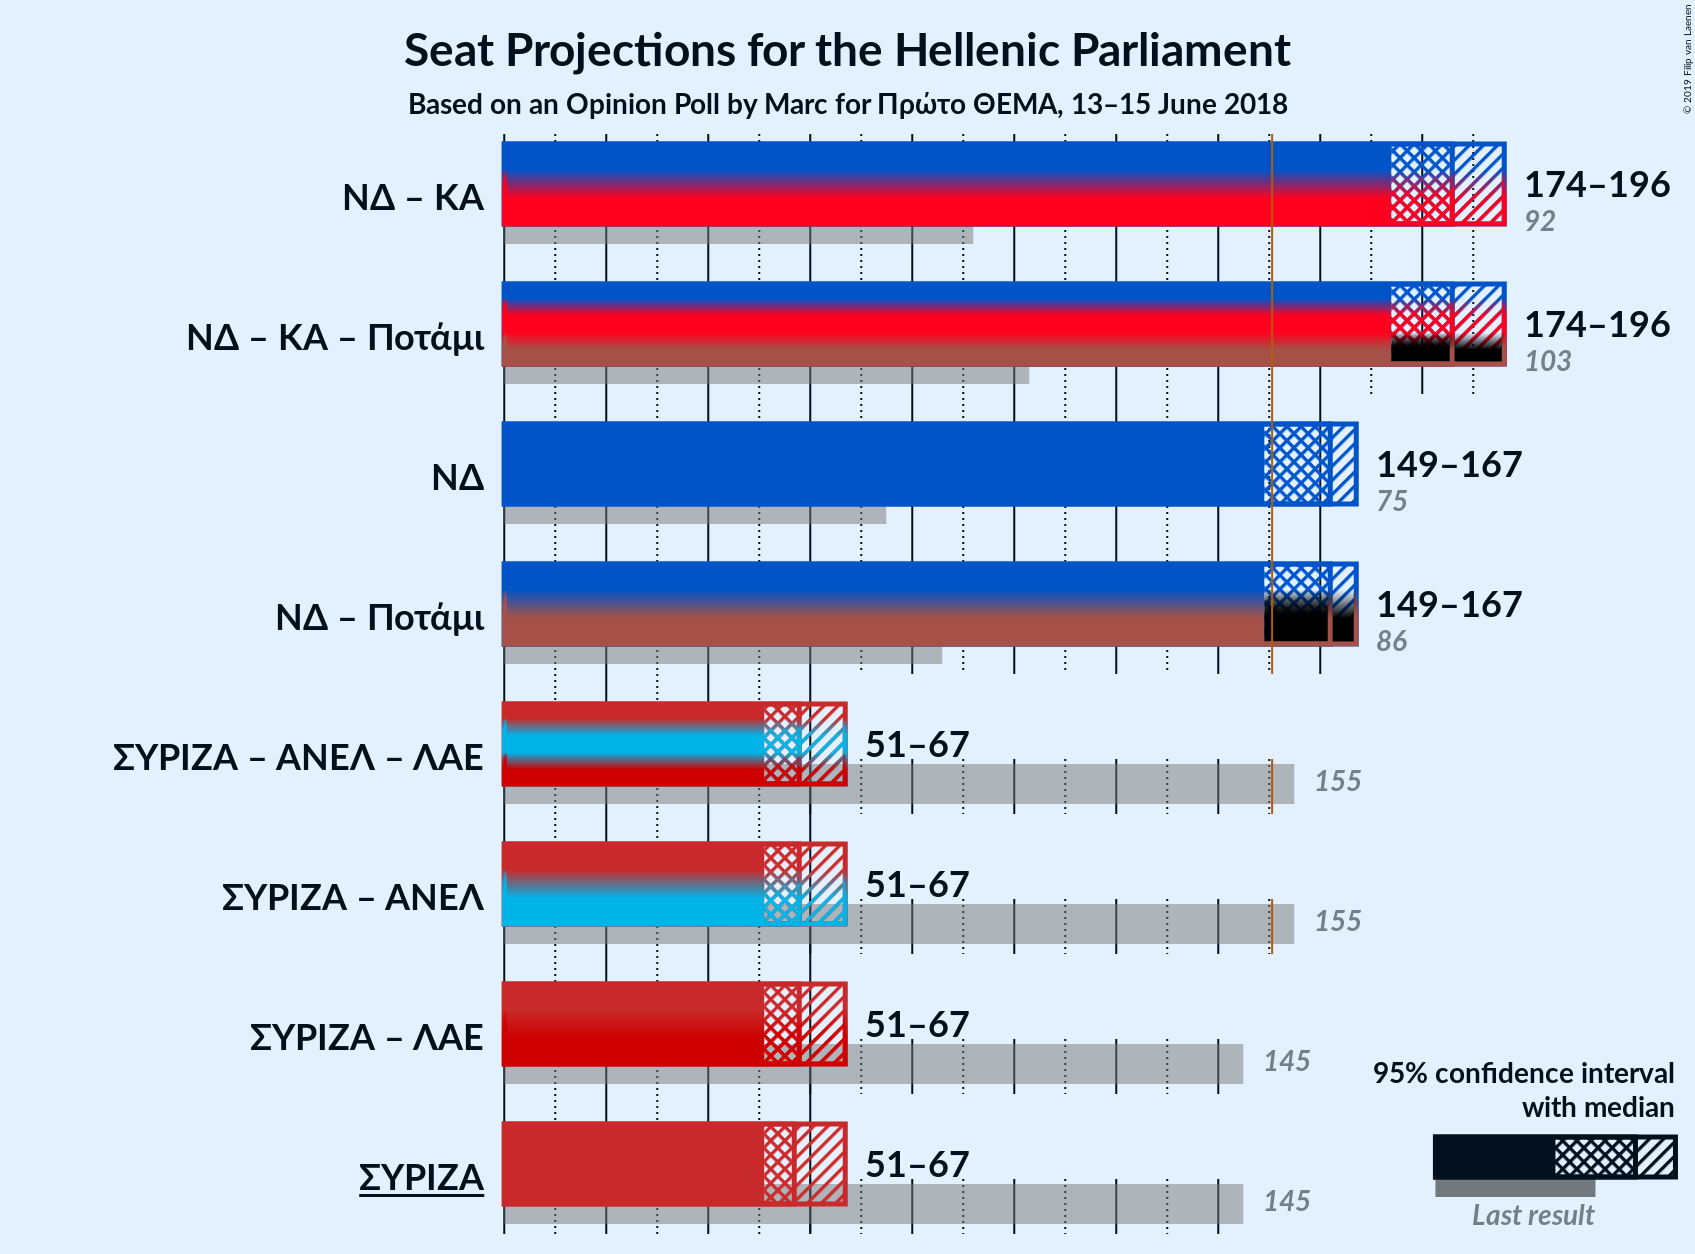 Seat Projections for the Hellenic Parliament
Based on an Opinion Poll by Marc for Πρώτο ΘΕΜΑ, 13–15 June 2018
© 2019 Filip van Laenen
ΝΔ – ΚΑ
174–196
92
ΝΔ – ΚΑ – Ποτάμι
174–196
103
ΝΔ
149–167
75
ΝΔ – Ποτάμι
149–167
86
ΣΥΡΙΖΑ – ΑΝΕΛ – ΛΑΕ
51–67
155
ΣΥΡΙΖΑ – ΑΝΕΛ
51–67
155
ΣΥΡΙΖΑ – ΛΑΕ
51–67
145
ΣΥΡΙΖΑ
51–67
145
95% confidence interval
with median
Last result